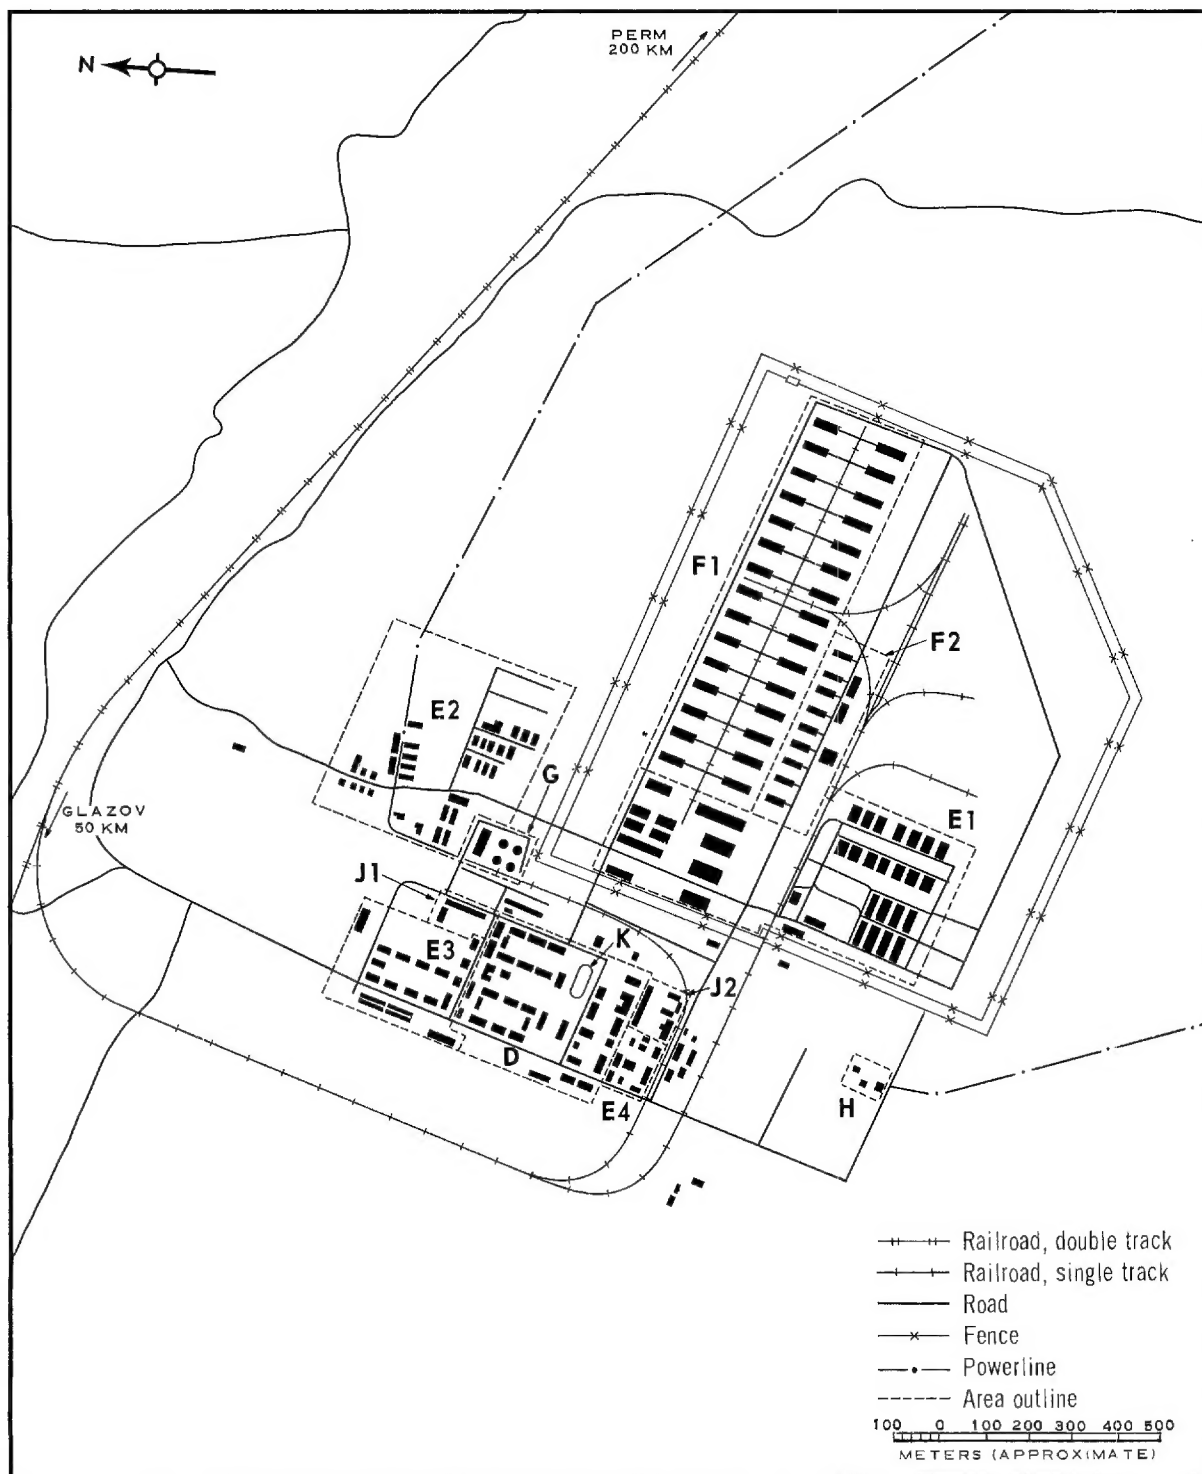 PERM
200 KM
N
F1
F2
E2
G
GLAZOV
50 KM
E1
J1
E3
K
J2
D
E4
H
Railroad, double track
Railroad, single track
Road
Fence
Powerline
Area outline
100 0 100 200 300 400 500
METERS (APPROXIMATE)